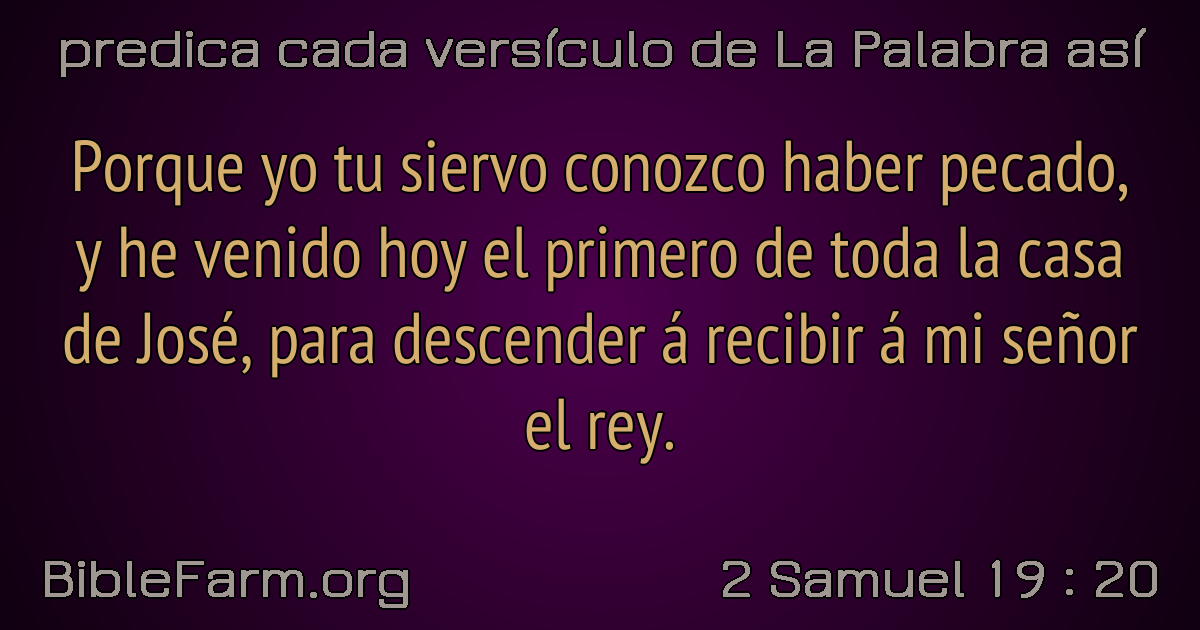 predica cada versículo de La Palabra así
Porque yo tu siervo conozco haber pecado,
y he venido hoy el primero de toda la casa
de José, para descender á recibir á mi señor
el rey.
BibleFarm.org
2 Samuel 19 : 20